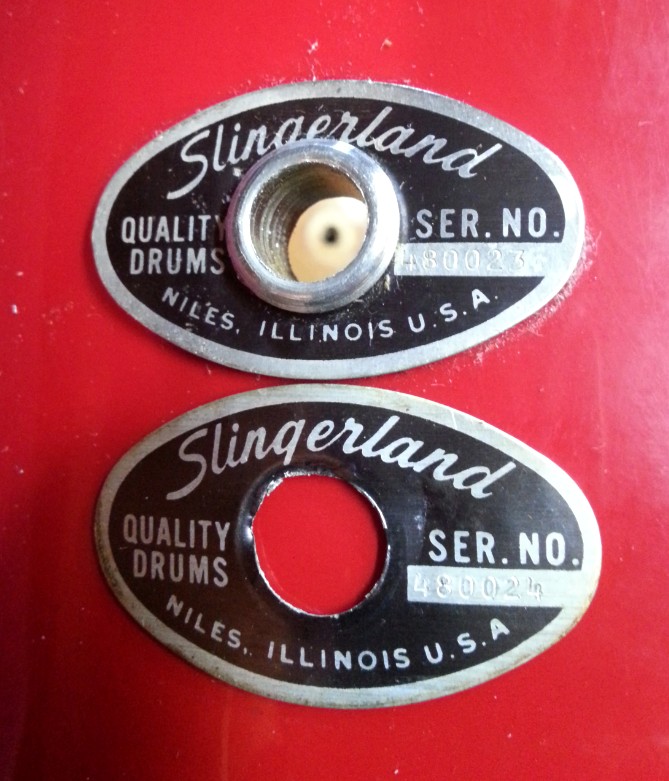 Slingerland
QUALITY SER. NO.
DRUMS 480023
NILES, ILLINOIS U.S.A.
Slingerland
QUALITY SER. NO.
DRUMS 480024
NILES, ILLINOIS U.S.A